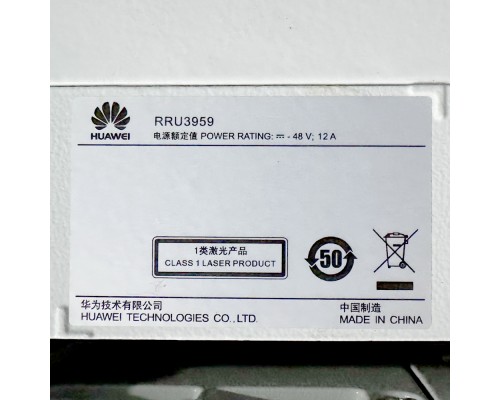 HUAWEI
RRU3959
电源额定值 POWER RATING: ⎓ - 48 V; 12 A
1类激光产品
CLASS 1 LASER PRODUCT
50
华为技术有限公司
HUAWEI TECHNOLOGIES CO.,LTD.
中国制造
MADE IN CHINA